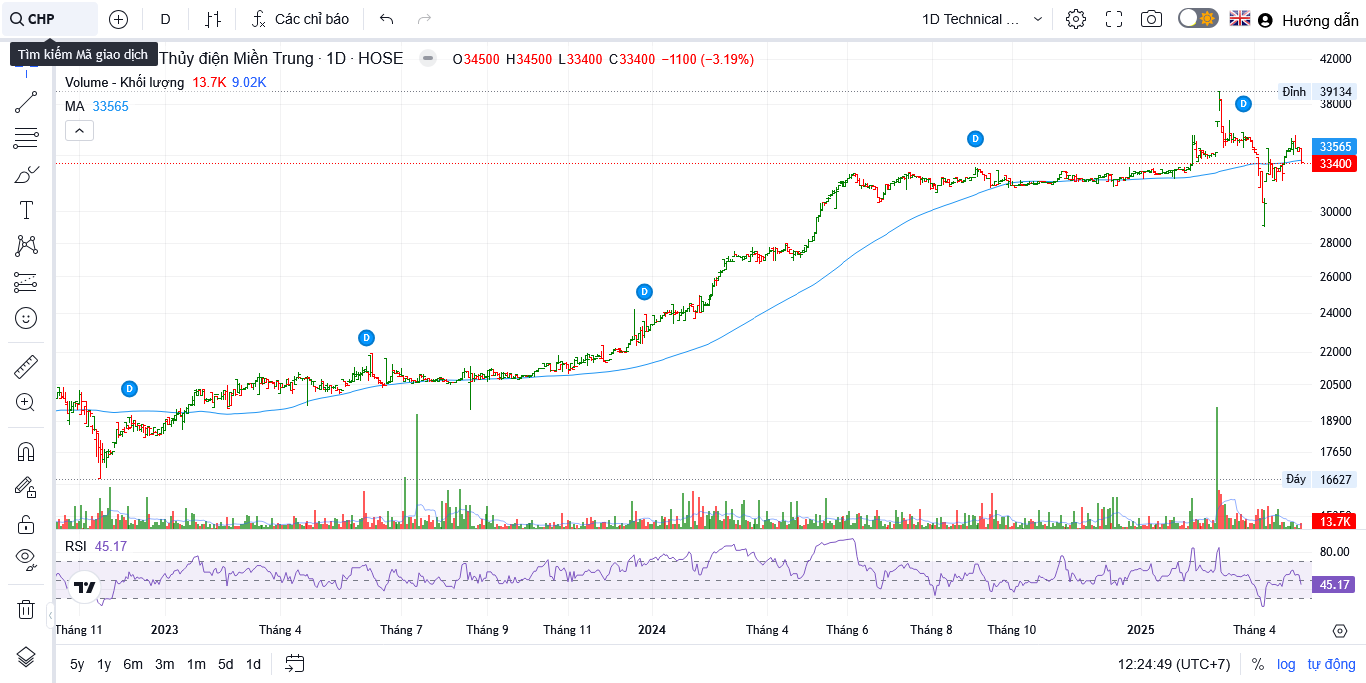 CHP
D
Các chỉ báo
1D Technical ...
Hướng dẫn
Tìm kiếm Mã giao dịch
Thủy điện Miền Trung · 1D · HOSE
O34500 H34500 L33400 C33400 −1100 (−3.19%)
Volume - Khối lượng 13.7K 9.02K
MA 33565
42000
Đỉnh 39134
38000
D
D
33565
33400
30000
28000
26000
D
24000
D
22000
20500
D
18900
17650
Đáy 16627
13.7K
RSI 45.17
80.00
45.17
Tháng 11 2023 Tháng 4 Tháng 7 Tháng 9 Tháng 11 2024 Tháng 4 Tháng 6 Tháng 8 Tháng 10 2025 Tháng 4
5y 1y 6m 3m 1m 5d 1d
12:24:49 (UTC+7) % log tự động